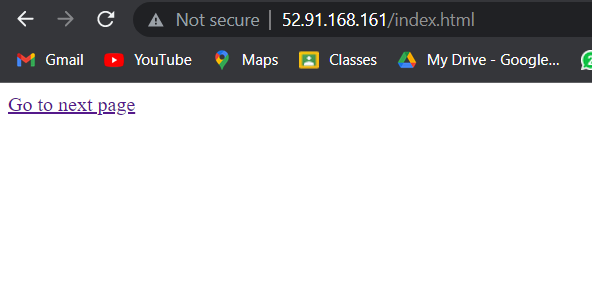 Not secure | 52.91.168.161/index.html
Gmail YouTube Maps Classes My Drive - Google...
Go to next page